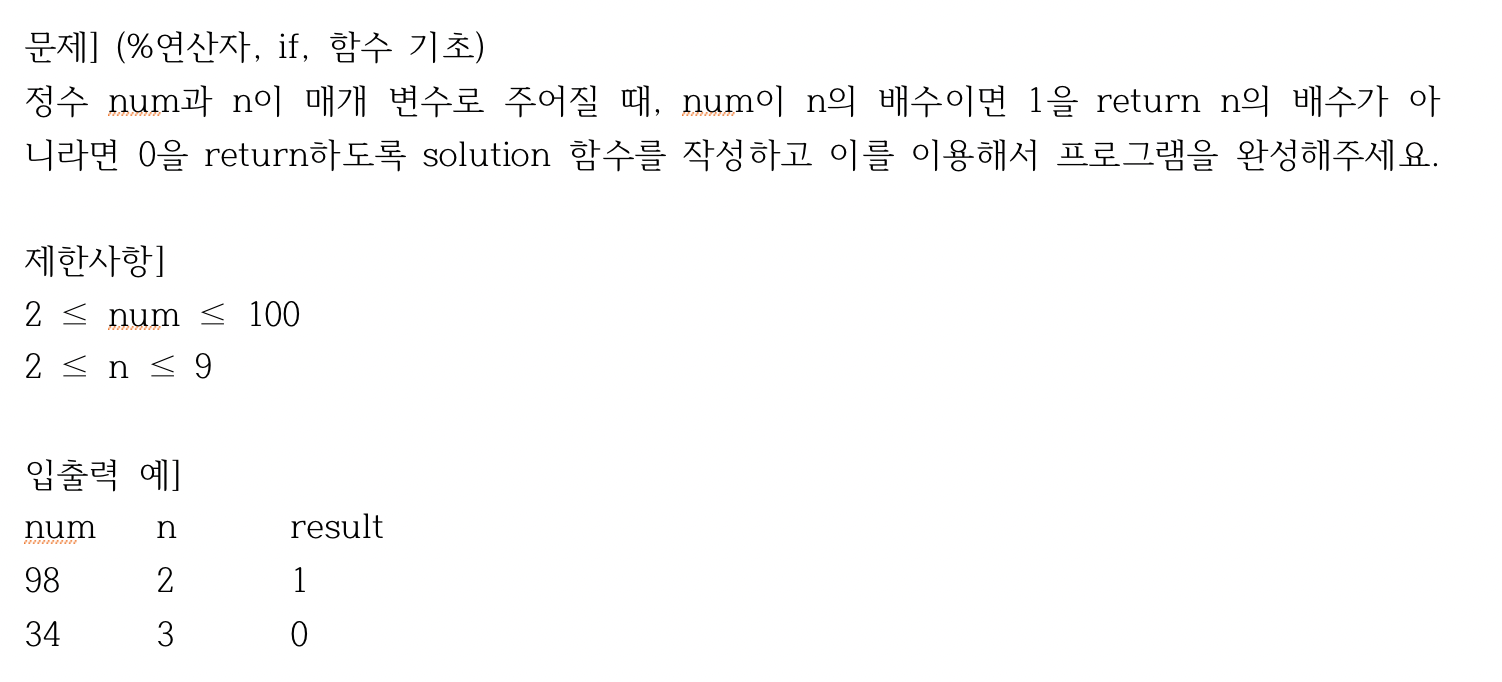 문제] (%연산자, if, 함수 기초)
정수 num과 n이 매개 변수로 주어질 때, num이 n의 배수이면 1을 return n의 배수가 아
니라면 0을 return하도록 solution 함수를 작성하고 이를 이용해서 프로그램을 완성해주세요.
제한사항]
2 ≤ num ≤ 100
2 ≤ n ≤ 9
입출력 예]
num n result
98 2 1
34 3 0